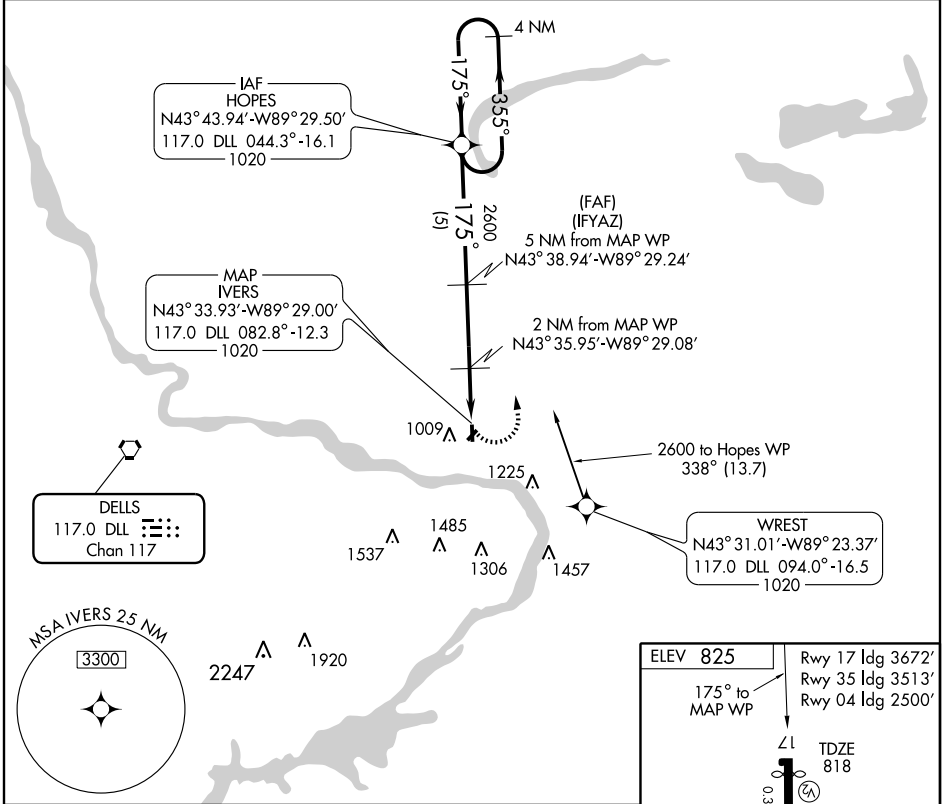 4 NM
175°
355°
IAF
HOPES
N43° 43.94'-W89° 29.50'
117.0 DLL 044.3° -16.1
1020
2600
175°
(5)
(FAF)
(IFYAZ)
5 NM from MAP WP
N43° 38.94'-W89° 29.24'
MAP
IVERS
N43° 33.93'-W89° 29.00'
117.0 DLL 082.8° -12.3
1020
2 NM from MAP WP
N43° 35.95'-W89° 29.08'
1009
1225
2600 to Hopes WP
338° (13.7)
DELLS
117.0 DLL
Chan 117
1537
1485
1306
1457
WREST
N43° 31.01'-W89° 23.37'
117.0 DLL 094.0° -16.5
1020
MSA IVERS 25 NM
3300
2247
1920
ELEV 825
Rwy 17 ldg 3672'
Rwy 35 ldg 3513'
Rwy 04 ldg 2500'
175° to
MAP WP
17
TDZE
818
0.3
V2